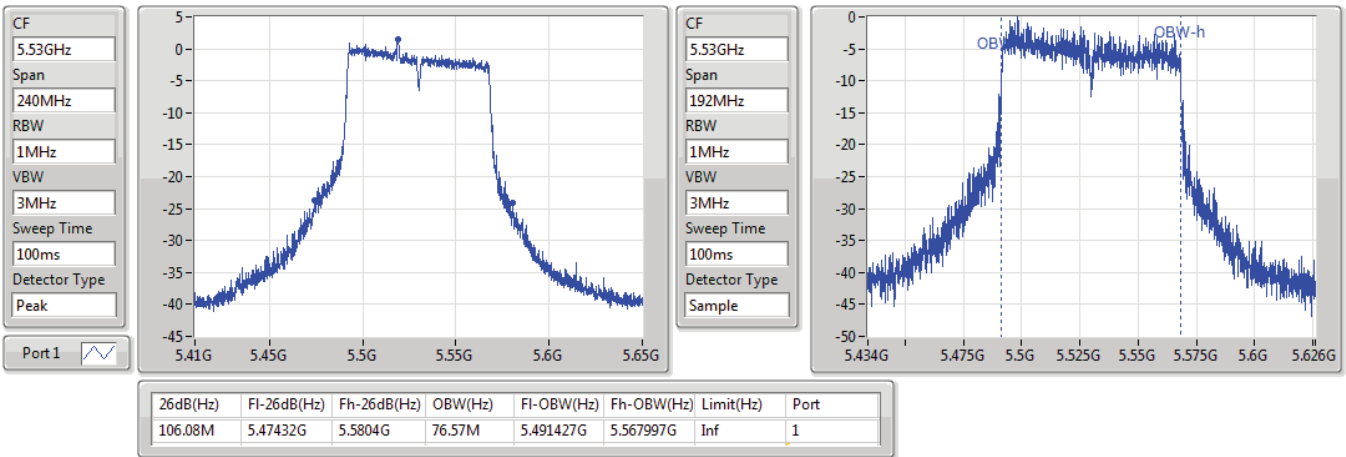 CF
5.53GHz
Span
240MHz
RBW
1MHz
VBW
3MHz
Sweep Time
100ms
Detector Type
Peak
Port 1
5
0
-5
-10
-15
-20
-25
-30
-35
-40
-45
5.41G 5.45G 5.5G 5.55G 5.6G 5.65G
CF
5.53GHz
Span
192MHz
RBW
1MHz
VBW
3MHz
Sweep Time
100ms
Detector Type
Sample
OBW-h
0
-5
-10
-15
-20
-25
-30
-35
-40
-45
-50
5.434G 5.475G 5.5G 5.525G 5.55G 5.575G 5.6G 5.626G
26dB(Hz) Fl-26dB(Hz) Fh-26dB(Hz) OBW(Hz) Fl-OBW(Hz) Fh-OBW(Hz) Limit(Hz) Port
106.08M 5.47432G 5.5804G 76.57M 5.491427G 5.567997G Inf 1